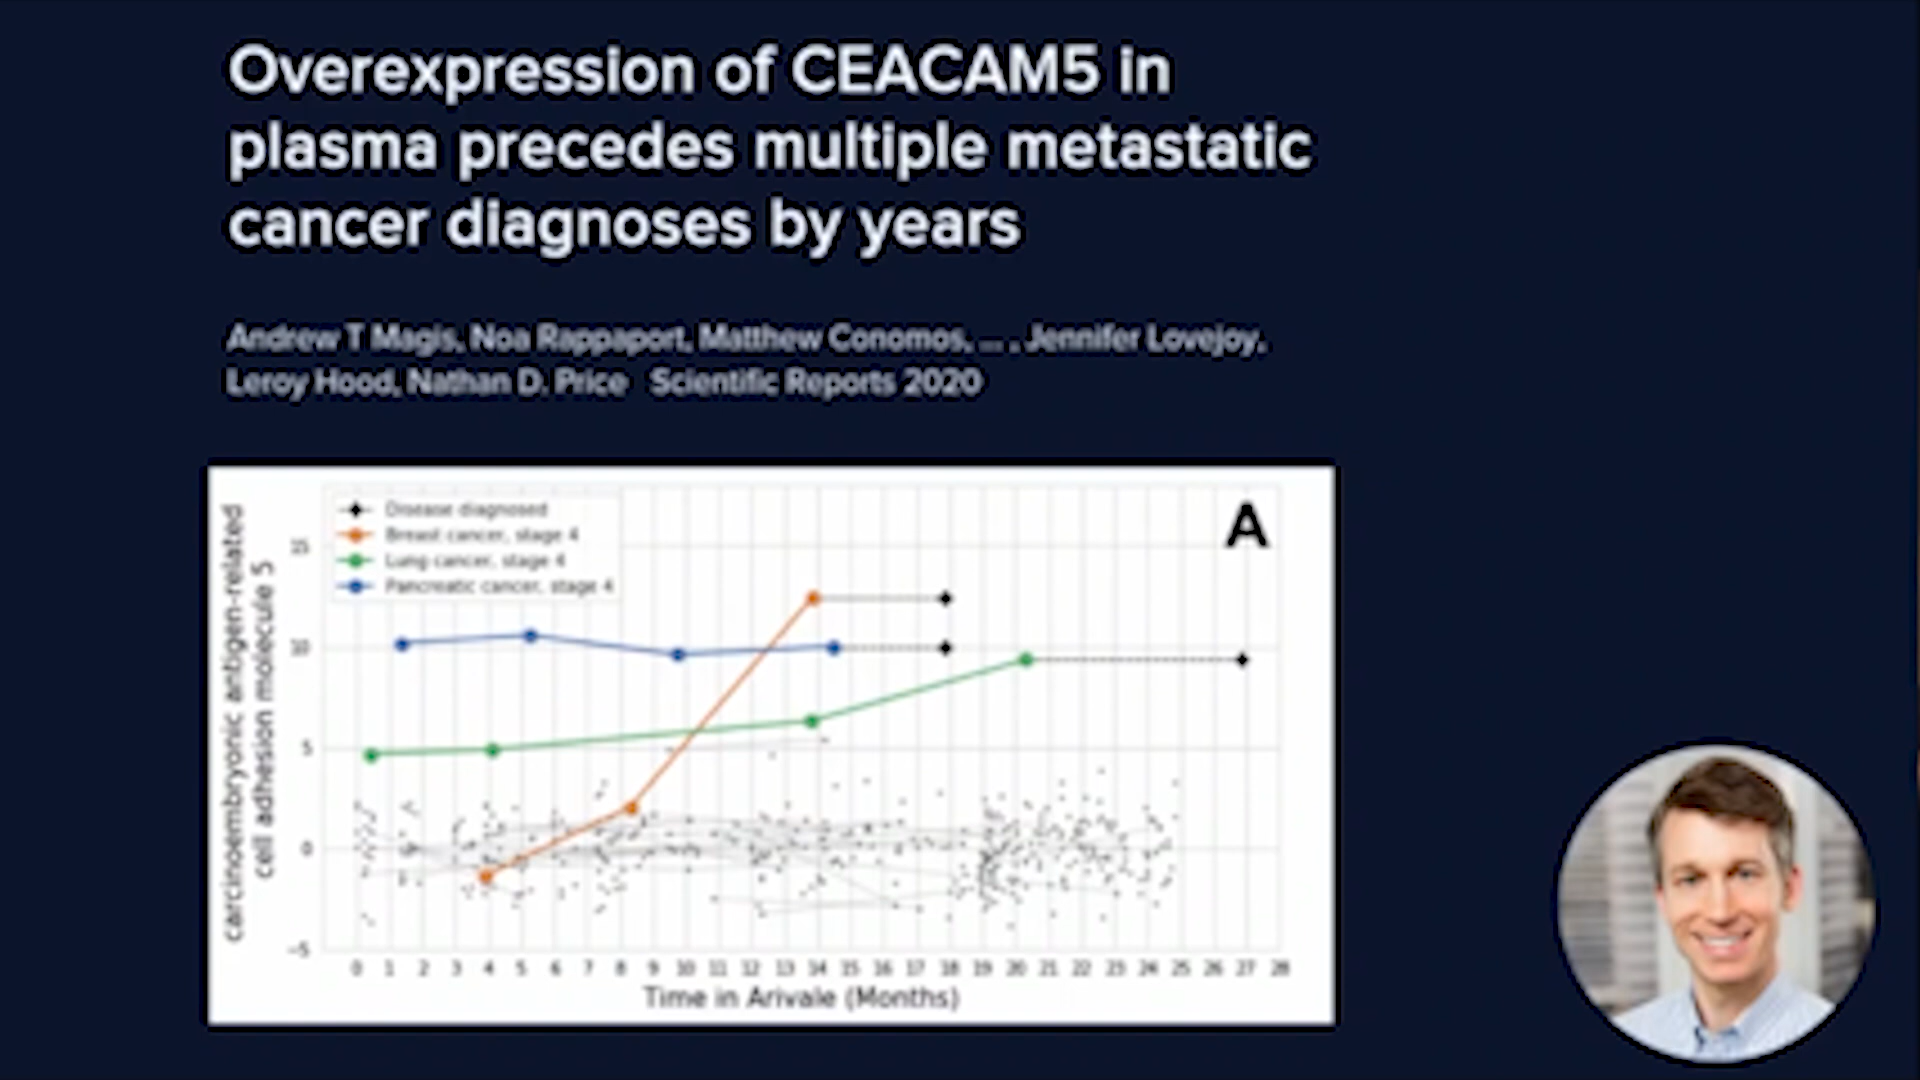 Overexpression of CEACAM5 in
plasma precedes multiple metastatic
cancer diagnoses by years
Andrew T Magis, Noa Rappaport, Matthew Conomos, ... , Jennifer Lovejoy,
Leroy Hood, Nathan D. Price Scientific Reports 2020
A
Disease diagnosed
Breast cancer, stage 4
Lung cancer, stage 4
Pancreatic cancer, stage 4
carcinoembryonic antigen-related
cell adhesion molecule 5
15
10
5
0
-5
0 1 2 3 4 5 6 7 8 9 10 11 12 13 14 15 16 17 18 19 20 21 22 23 24 25 26 27 28
Time in Arivale (Months)